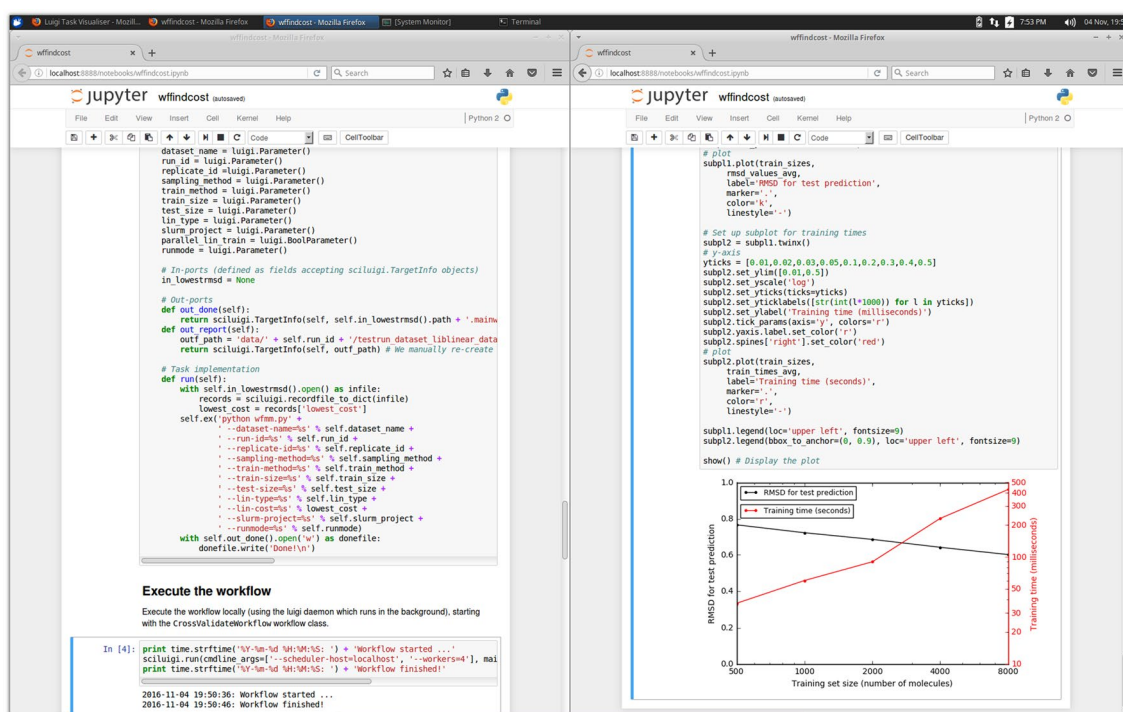 Luigi Task Visualiser - Mozill...
wffindcost - Mozilla Firefox
wffindcost - Mozilla Firefox
[System Monitor]
Terminal
7:53 PM
04 Nov, 19:5
wffindcost - Mozilla Firefox
wffindcost
localhost:8888/notebooks/wffindcost.ipynb
Search
jupyter wffindcost (autosaved)
File Edit View Insert Cell Kernel Help
Python 2
Code
CellToolbar
dataset_name = luigi.Parameter()
run_id = luigi.Parameter()
replicate_id =luigi.Parameter()
sampling_method = luigi.Parameter()
train_method = luigi.Parameter()
train_size = luigi.Parameter()
test_size = luigi.Parameter()
lin_type = luigi.Parameter()
slurm_project = luigi.Parameter()
parallel_lin_train = luigi.BoolParameter()
runmode = luigi.Parameter()
# In-ports (defined as fields accepting sciluigi.TargetInfo objects)
in_lowestrmsd = None
# Out-ports
def out_done(self):
return sciluigi.TargetInfo(self, self.in_lowestrmsd().path + '.mainw
def out_report(self):
outf_path = 'data/' + self.run_id + '/testrun_dataset_liblinear_data
return sciluigi.TargetInfo(self, outf_path) # We manually re-create
# Task implementation
def run(self):
with self.in_lowestrmsd().open() as infile:
records = sciluigi.recordfile_to_dict(infile)
lowest_cost = records['lowest_cost']
self.ex('python wfmm.py' +
' --dataset-name=%s' % self.dataset_name +
' --run-id=%s' % self.run_id +
' --replicate-id=%s' % self.replicate_id +
' --sampling-method=%s' % self.sampling_method +
' --train-method=%s' % self.train_method +
' --train-size=%s' % self.train_size +
' --test-size=%s' % self.test_size +
' --lin-type=%s' % self.lin_type +
' --lin-cost=%s' % lowest_cost +
' --slurm-project=%s' % self.slurm_project +
' --runmode=%s' % self.runmode)
with self.out_done().open('w') as donefile:
donefile.write('Done!\n')
Execute the workflow
Execute the workflow locally (using the luigi daemon which runs in the background), starting
with the CrossValidateWorkflow workflow class.
In [4]:
print time.strftime('%Y-%m-%d %H:%M:%S: ') + 'Workflow started ...'
sciluigi.run(cmdline_args=['--scheduler-host=localhost', '--workers=4'], mai
print time.strftime('%Y-%m-%d %H:%M:%S: ') + 'Workflow finished!'
2016-11-04 19:50:36: Workflow started ...
2016-11-04 19:50:46: Workflow finished!
wffindcost - Mozilla Firefox
wffindcost
localhost:8888/notebooks/wffindcost.ipynb
Search
jupyter wffindcost (autosaved)
File Edit View Insert Cell Kernel Help
Python 2
Code
CellToolbar
# plot
subpl1.plot(train_sizes,
rmsd_values_avg,
label='RMSD for test prediction',
marker='.',
color='k',
linestyle='-')
# Set up subplot for training times
subpl2 = subpl1.twinx()
# y-axis
yticks = [0.01,0.02,0.03,0.05,0.1,0.2,0.3,0.4,0.5]
subpl2.set_ylim([0.01,0.5])
subpl2.set_yscale('log')
subpl2.set_yticks(ticks=yticks)
subpl2.set_yticklabels([str(int(l*1000)) for l in yticks])
subpl2.set_ylabel('Training time (milliseconds)')
subpl2.tick_params(axis='y', colors='r')
subpl2.yaxis.label.set_color('r')
subpl2.spines['right'].set_color('red')
# plot
subpl2.plot(train_sizes,
train_times_avg,
label='Training time (seconds)',
marker='.',
color='r',
linestyle='-')
subpl1.legend(loc='upper left', fontsize=9)
subpl2.legend(bbox_to_anchor=(0, 0.9), loc='upper left', fontsize=9)
show() # Display the plot
RMSD for test prediction
Training time (seconds)
1.0
0.8
0.6
0.4
0.2
0.0
RMSD for test prediction
500
400
300
200
100
50
30
20
10
Training time (milliseconds)
500 1000 2000 4000 8000
Training set size (number of molecules)